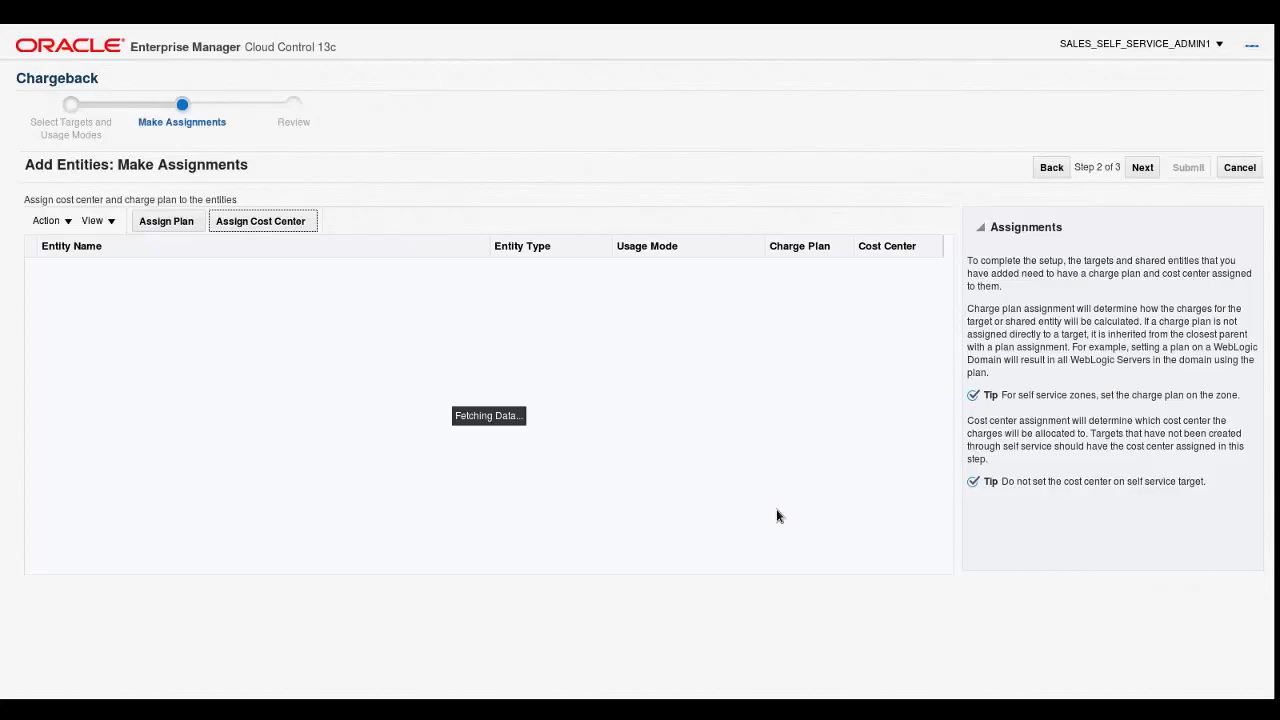 ORACLE Enterprise Manager Cloud Control 13c
SALES_SELF_SERVICE_ADMIN1
Chargeback
Select Targets and
Usage Modes
Make Assignments
Review
Add Entities: Make Assignments
Back Step 2 of 3 Next Submit Cancel
Assign cost center and charge plan to the entities
Action View Assign Plan Assign Cost Center
Entity Name Entity Type Usage Mode Charge Plan Cost Center
Fetching Data...
Assignments
To complete the setup, the targets and shared entities that you
have added need to have a charge plan and cost center assigned
to them.
Charge plan assignment will determine how the charges for the
target or shared entity will be calculated. If a charge plan is not
assigned directly to a target, it is inherited from the closest parent
with a plan assignment. For example, setting a plan on a WebLogic
Domain will result in all WebLogic Servers in the domain using the
plan.
Tip For self service zones, set the charge plan on the zone.
Cost center assignment will determine which cost center the
charges will be allocated to. Targets that have not been created
through self service should have the cost center assigned in this
step.
Tip Do not set the cost center on self service target.